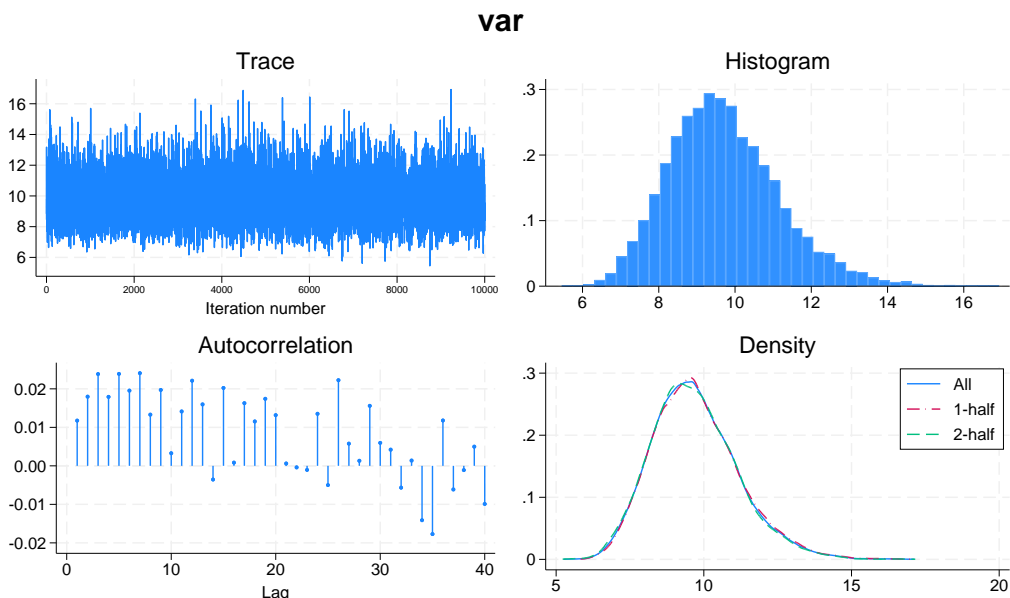 var
Trace
16
14
12
10
8
6
0 2000 4000 6000 8000 10000
Iteration number
Histogram
.3
.2
.1
0
6 8 10 12 14 16
Autocorrelation
0.02
0.01
0.00
-0.01
-0.02
0 10 20 30 40
Lag
Density
.3
.2
.1
0
5 10 15 20
All
1-half
2-half